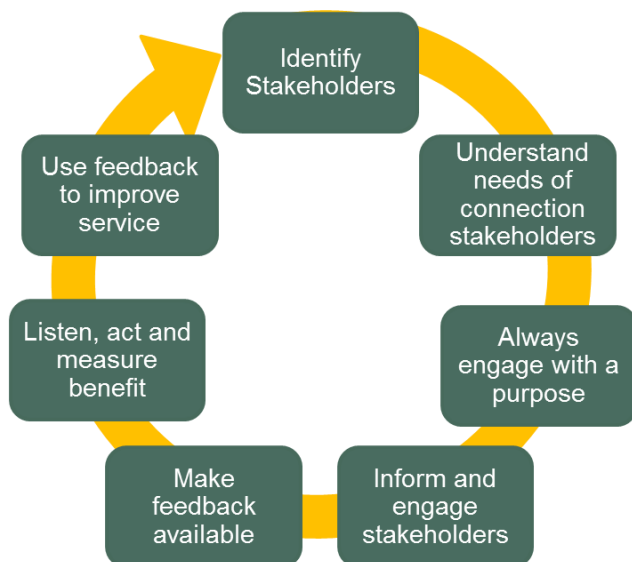 Identify
Stakeholders
Understand
needs of
connection
stakeholders
Always
engage with a
purpose
Inform and
engage
stakeholders
Make
feedback
available
Listen, act and
measure
benefit
Use feedback
to improve
service